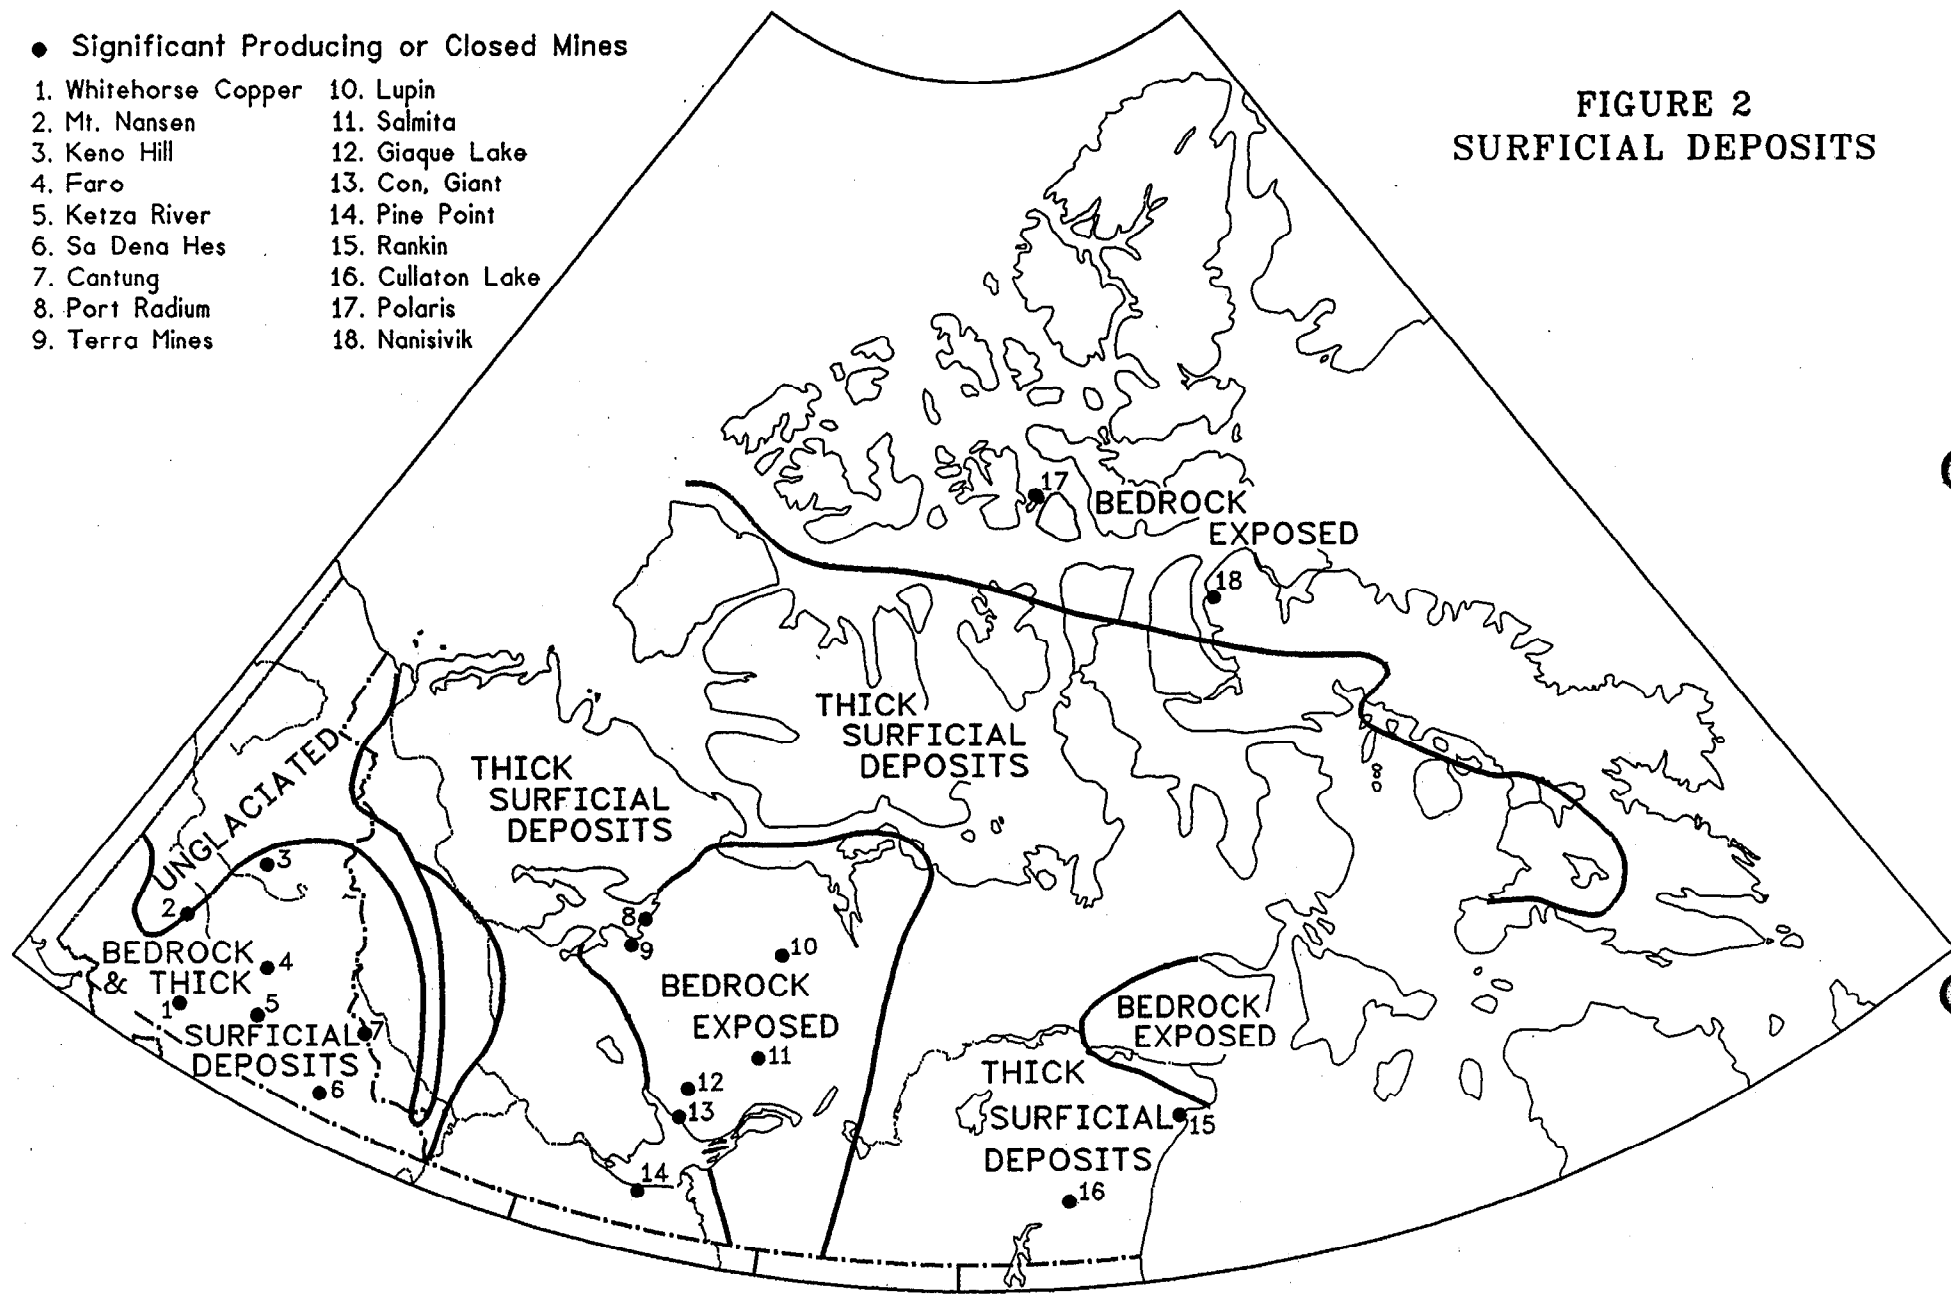 ● Significant Producing or Closed Mines
1. Whitehorse Copper
2. Mt. Nansen
3. Keno Hill
4. Faro
5. Ketza River
6. Sa Dena Hes
7. Cantung
8. Port Radium
9. Terra Mines
10. Lupin
11. Salmita
12. Giaque Lake
13. Con, Giant
14. Pine Point
15. Rankin
16. Cullaton Lake
17. Polaris
18. Nanisivik
FIGURE 2
SURFICIAL DEPOSITS
17
BEDROCK
EXPOSED
18
THICK
SURFICIAL
DEPOSITS
UNGLACIATED
THICK
SURFICIAL
DEPOSITS
3
2
8
9
10
BEDROCK
& THICK
4
1
5
SURFICIAL
DEPOSITS
7
6
BEDROCK
EXPOSED
11
12
13
14
BEDROCK
EXPOSED
THICK
SURFICIAL
DEPOSITS
15
16